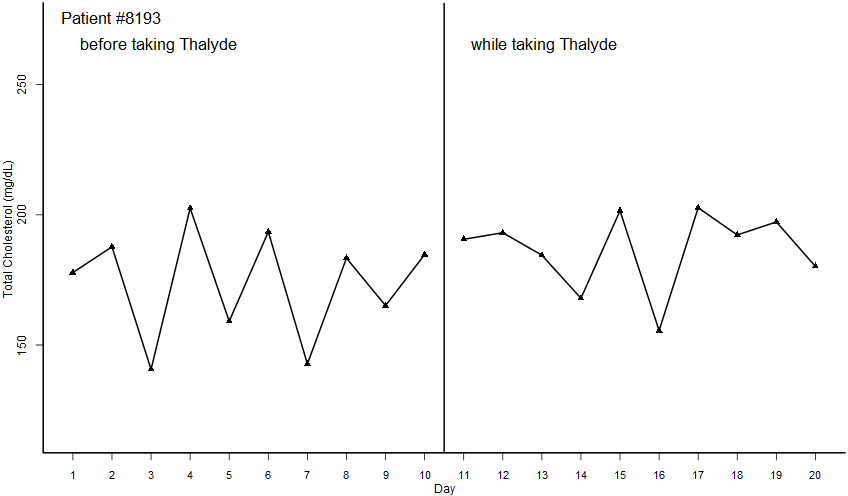 Patient #8193
before taking Thalyde
while taking Thalyde
Total Cholesterol (mg/dL)
250
200
150
1 2 3 4 5 6 7 8 9 10 11 12 13 14 15 16 17 18 19 20
Day